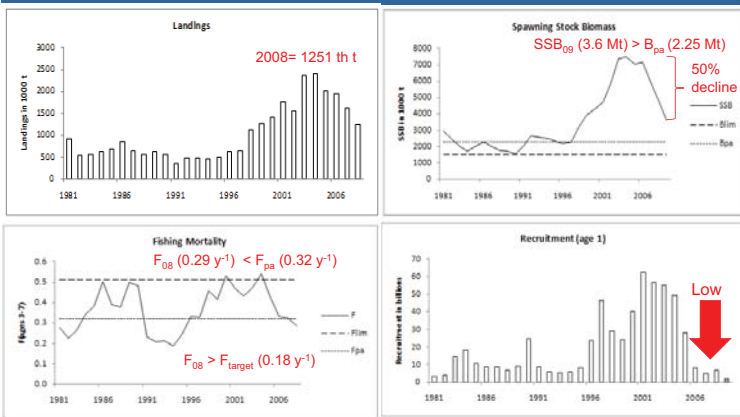 Landings
2008= 1251 th t
Landings in 1000 t
3000
2500
2000
1500
1000
500
0
1981 1986 1991 1996 2001 2006
Spawning Stock Biomass
SSB09 (3.6 Mt) > Bpa (2.25 Mt)
50%
decline
SSB in 1000 t
8000
7000
6000
5000
4000
3000
2000
1000
0
1981 1986 1991 1996 2001 2006
SSB
Blim
Bpa
Fishing Mortality
F08 (0.29 y-1) < Fpa (0.32 y-1)
F08 > Ftarget (0.18 y-1)
F(ages 3-7)
0.6
0.5
0.4
0.3
0.2
0.1
0.0
1981 1986 1991 1996 2001 2006
F
Flim
Fpa
Recruitment (age 1)
Low
Recruitment in billions
70
60
50
40
30
20
10
0
1981 1986 1991 1996 2001 2006